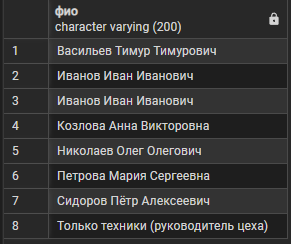 фио
character varying (200)
1 Васильев Тимур Тимурович
2 Иванов Иван Иванович
3 Иванов Иван Иванович
4 Козлова Анна Викторовна
5 Николаев Олег Олегович
6 Петрова Мария Сергеевна
7 Сидоров Пётр Алексеевич
8 Только техники (руководитель цеха)